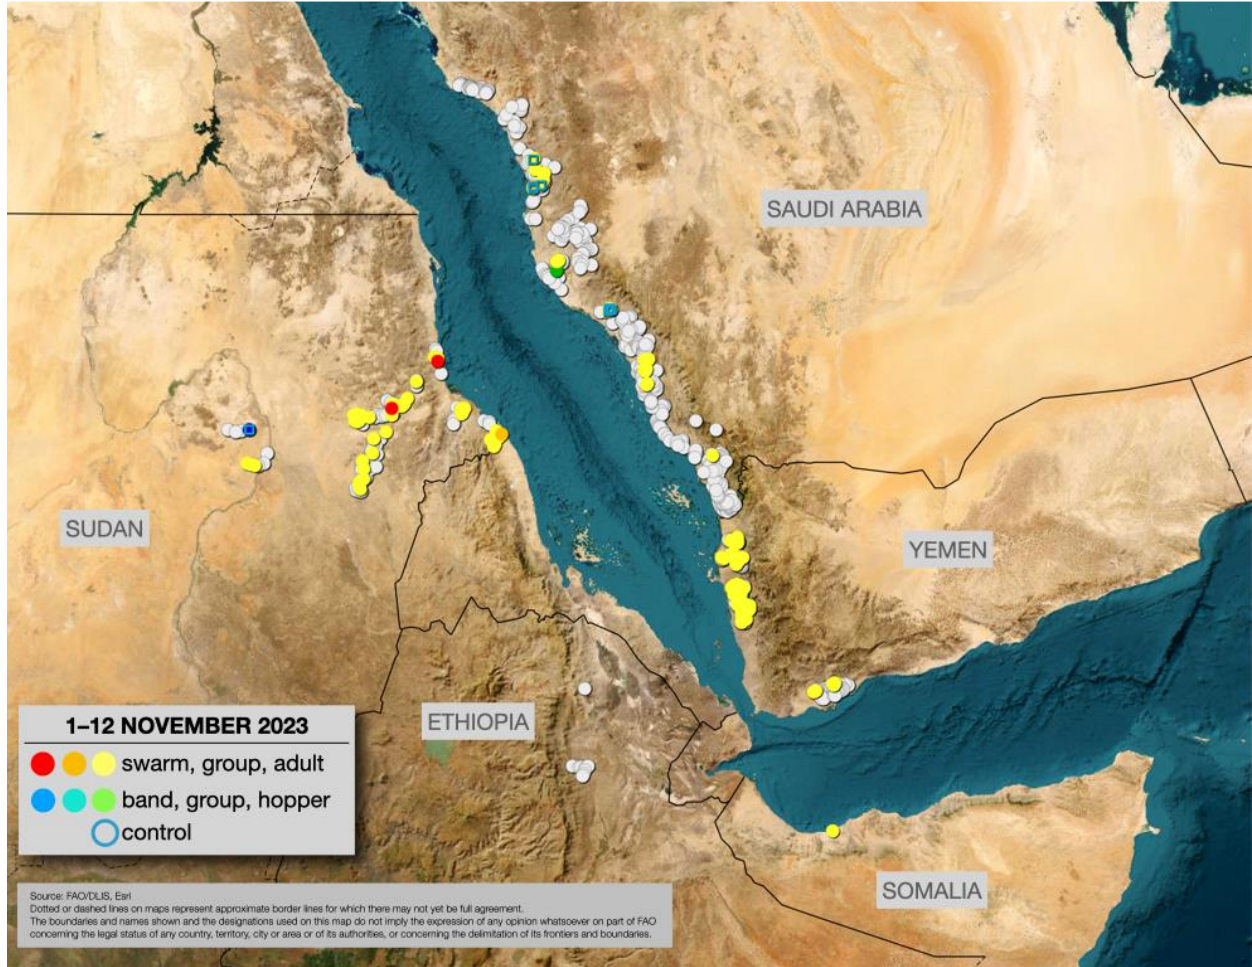 SAUDI ARABIA
SUDAN
YEMEN
ETHIOPIA
SOMALIA
1–12 NOVEMBER 2023
swarm, group, adult
band, group, hopper
control
Source: FAO/DLIS, Esri
Dotted or dashed lines on maps represent approximate border lines for which there may not yet be full agreement.
The boundaries and names shown and the designations used on this map do not imply the expression of any opinion whatsoever on part of FAO
concerning the legal status of any country, territory, city or area or of its authorities, or concerning the delimitation of its frontiers and boundaries.